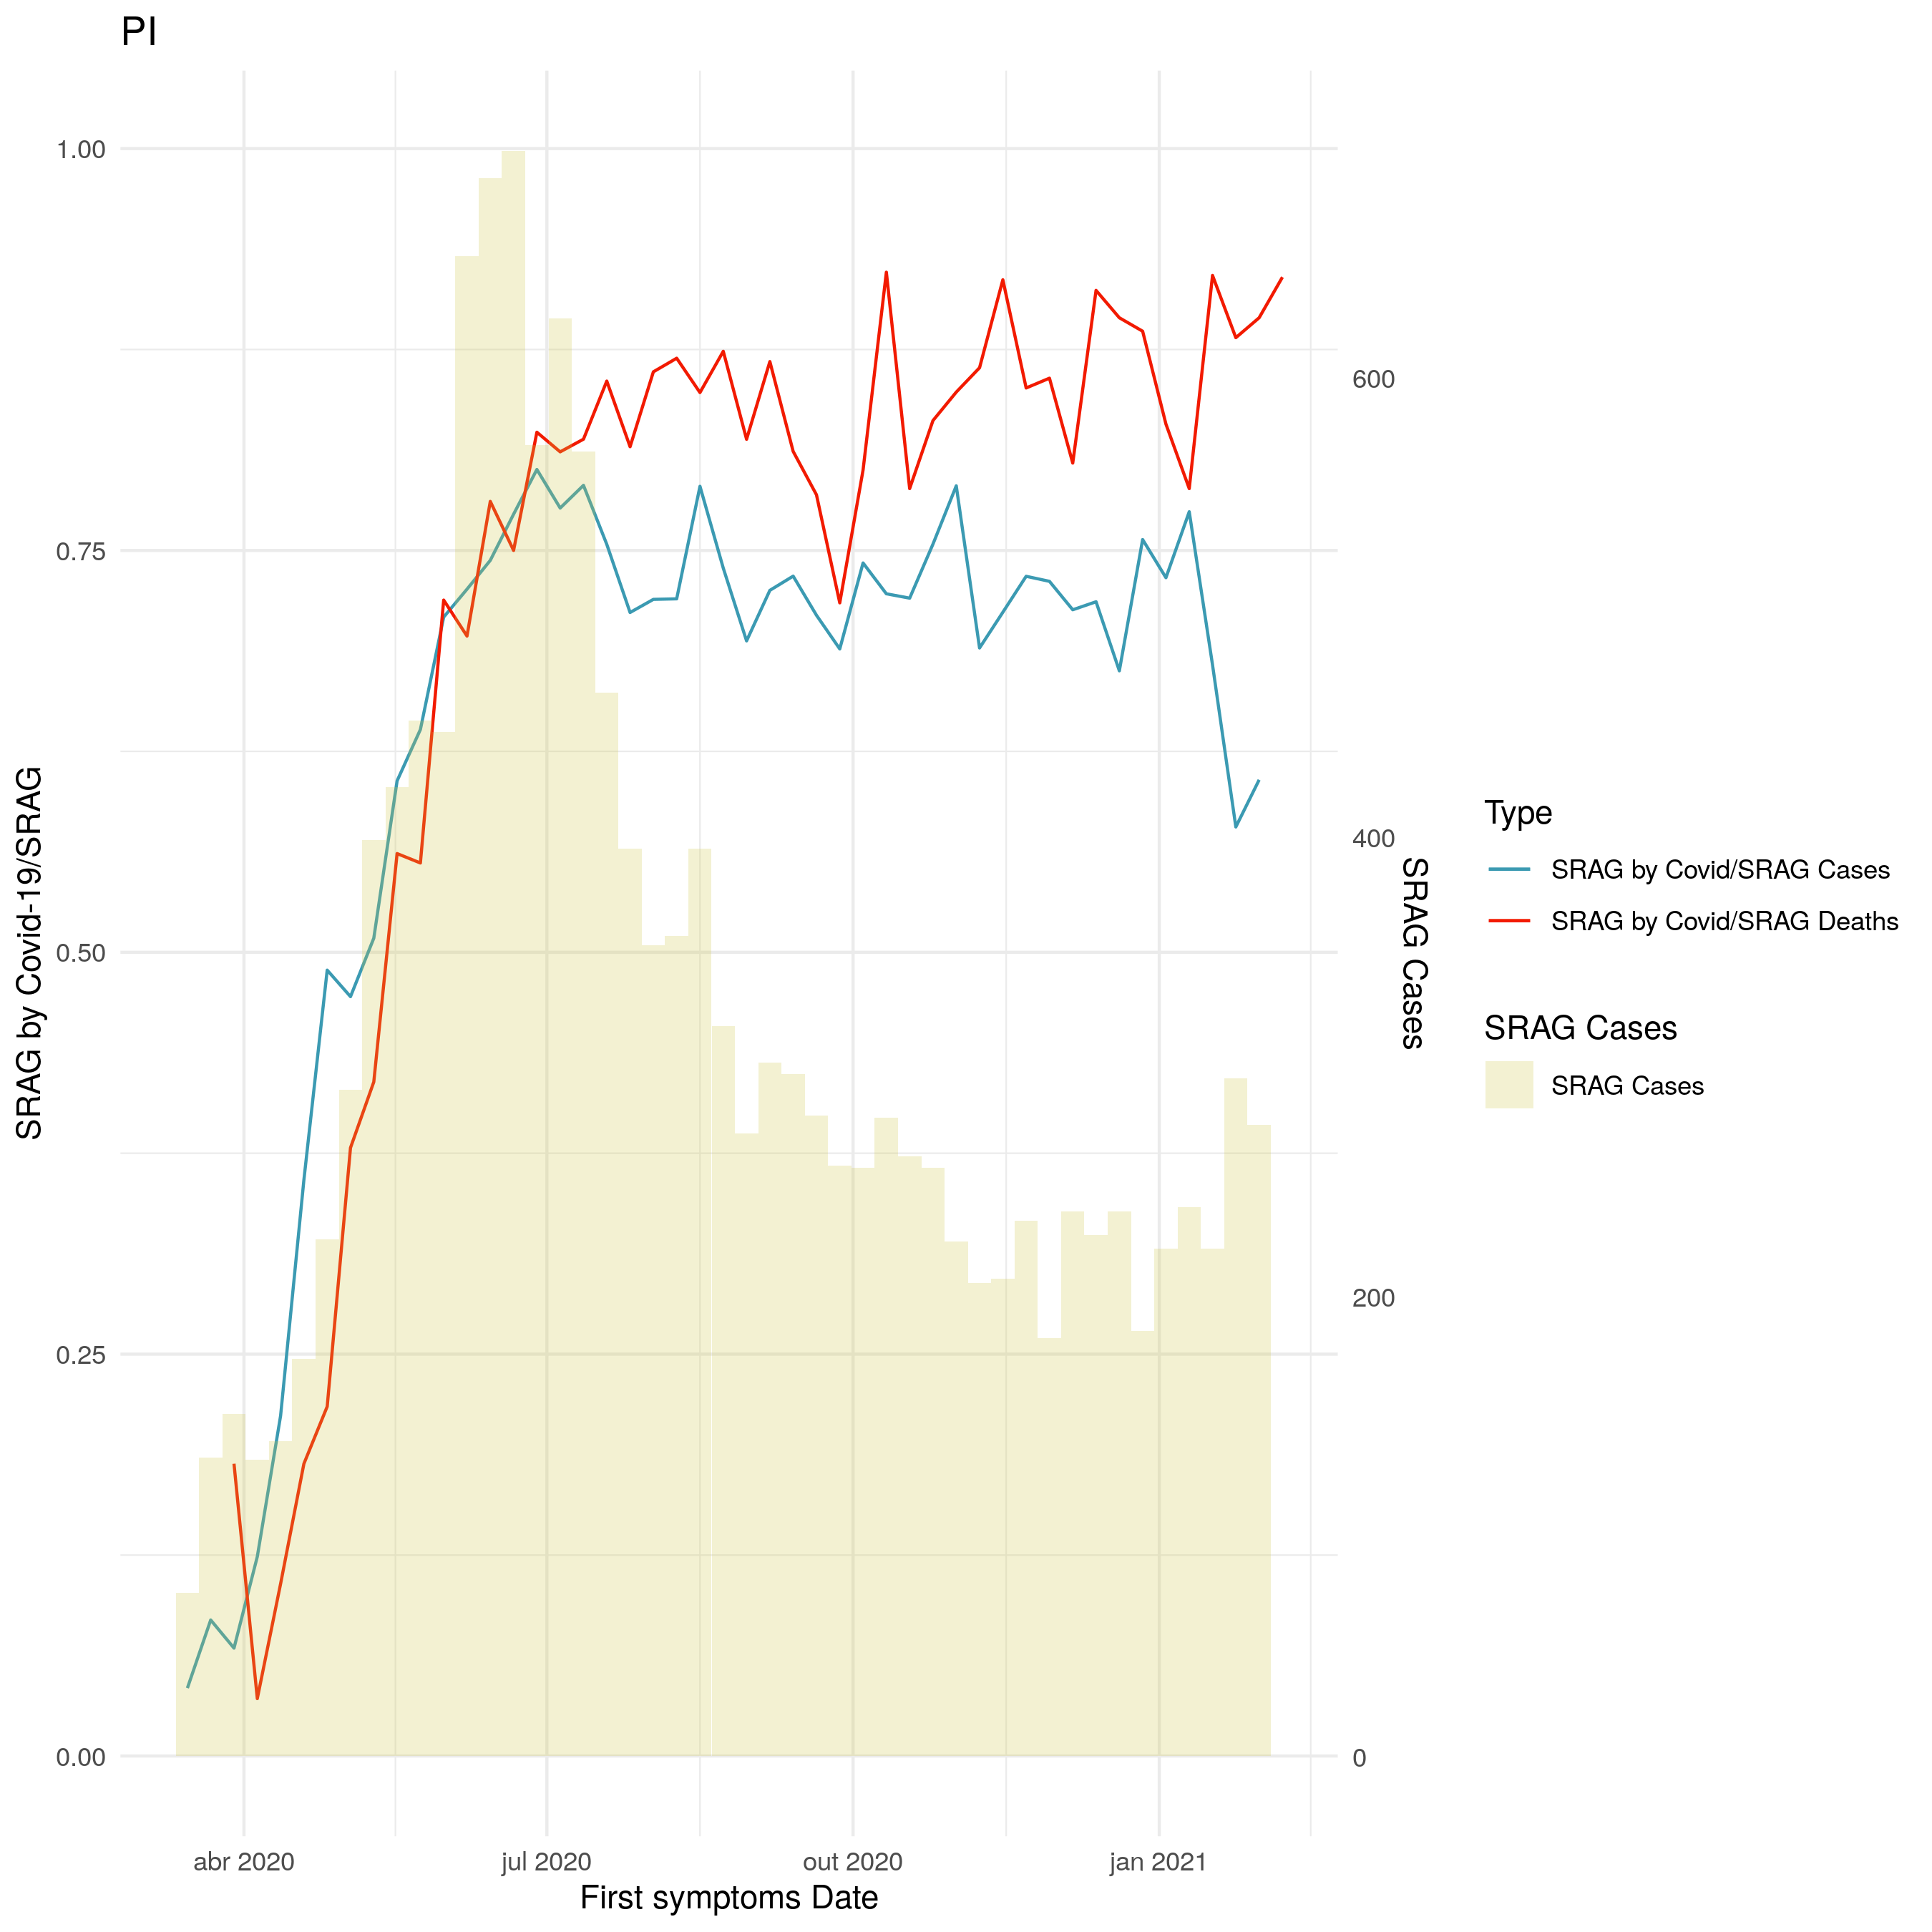 PI
SRAG by Covid-19/SRAG
1.00
0.75
0.50
0.25
0.00
600
400
200
0
SRAG Cases
abr 2020
jul 2020
out 2020
jan 2021
First symptoms Date
Type
SRAG by Covid/SRAG Cases
SRAG by Covid/SRAG Deaths
SRAG Cases
SRAG Cases